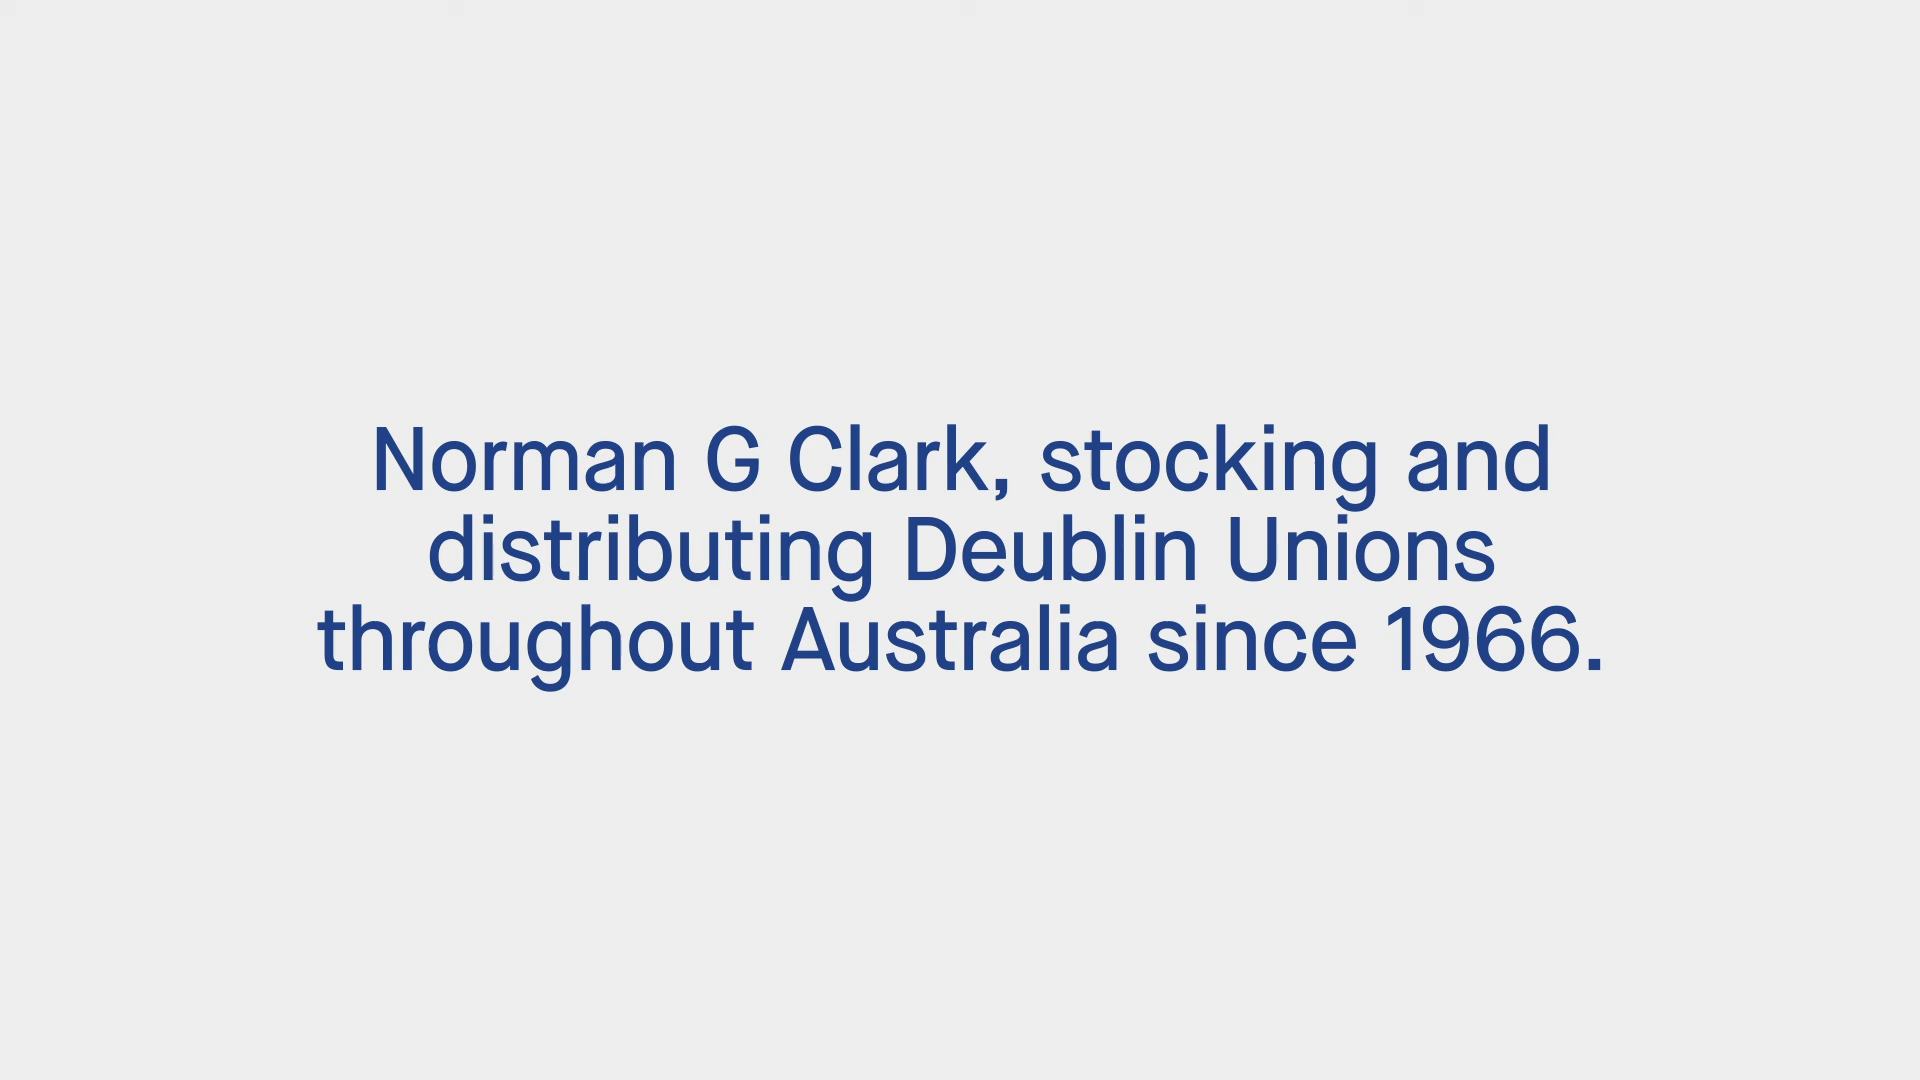 Norman G Clark, stocking and
distributing Deublin Unions
throughout Australia since 1966.